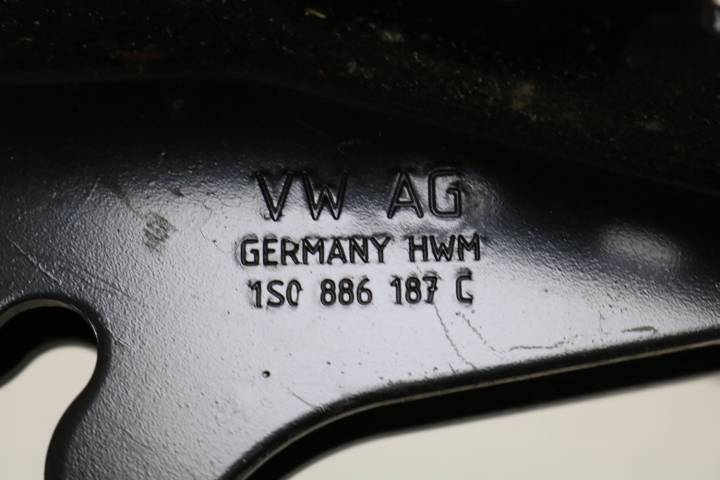 VW AG
GERMANY HWM
1S0 886 187 C